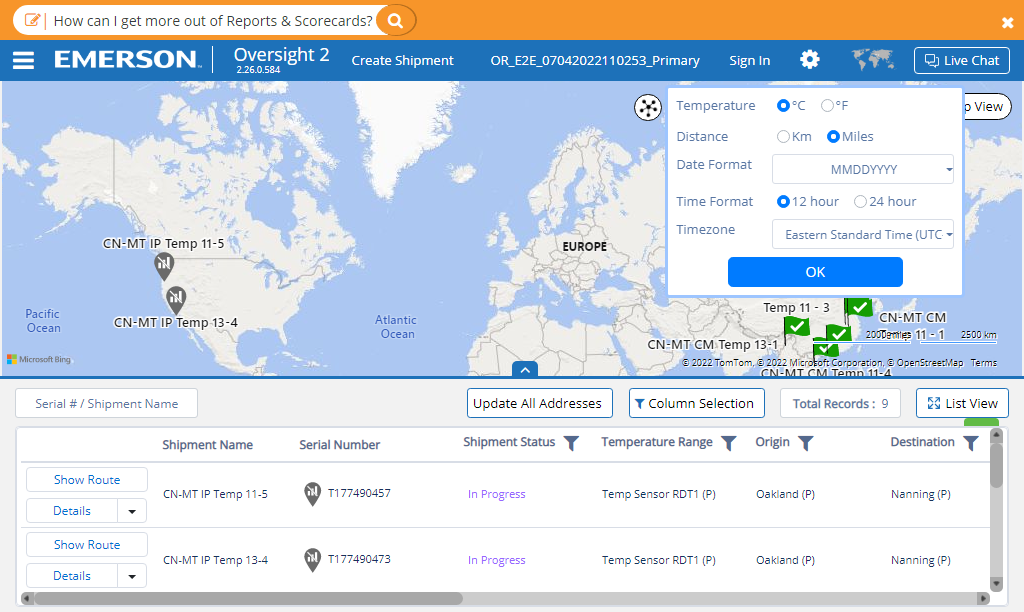 How can I get more out of Reports & Scorecards?
EMERSON
Oversight 2
2.26.0.584
Create Shipment
OR_E2E_07042022110253_Primary
Sign In
Live Chat
Temperature
°C
°F
p View
Distance
Km
Miles
Date Format
MMDDYYYY
Time Format
12 hour
24 hour
Timezone
Eastern Standard Time (UTC
OK
CN-MT IP Temp 11-5
EUROPE
CN-MT IP Temp 13-4
Pacific
Ocean
Atlantic
Ocean
Temp 11 - 3
CN-MT CM
Temp 11 - 1
2000 miles
2500 km
CN-MT CM Temp 13-1
Microsoft Bing
© 2022 TomTom, © 2022 Microsoft Corporation, © OpenStreetMap Terms
CN-MT CM Temp 11-4
Serial # / Shipment Name
Update All Addresses
Column Selection
Total Records : 9
List View
Shipment Name
Serial Number
Shipment Status
Temperature Range
Origin
Destination
Show Route
Details
CN-MT IP Temp 11-5
T177490457
In Progress
Temp Sensor RDT1 (P)
Oakland (P)
Nanning (P)
Show Route
Details
CN-MT IP Temp 13-4
T177490473
In Progress
Temp Sensor RDT1 (P)
Oakland (P)
Nanning (P)